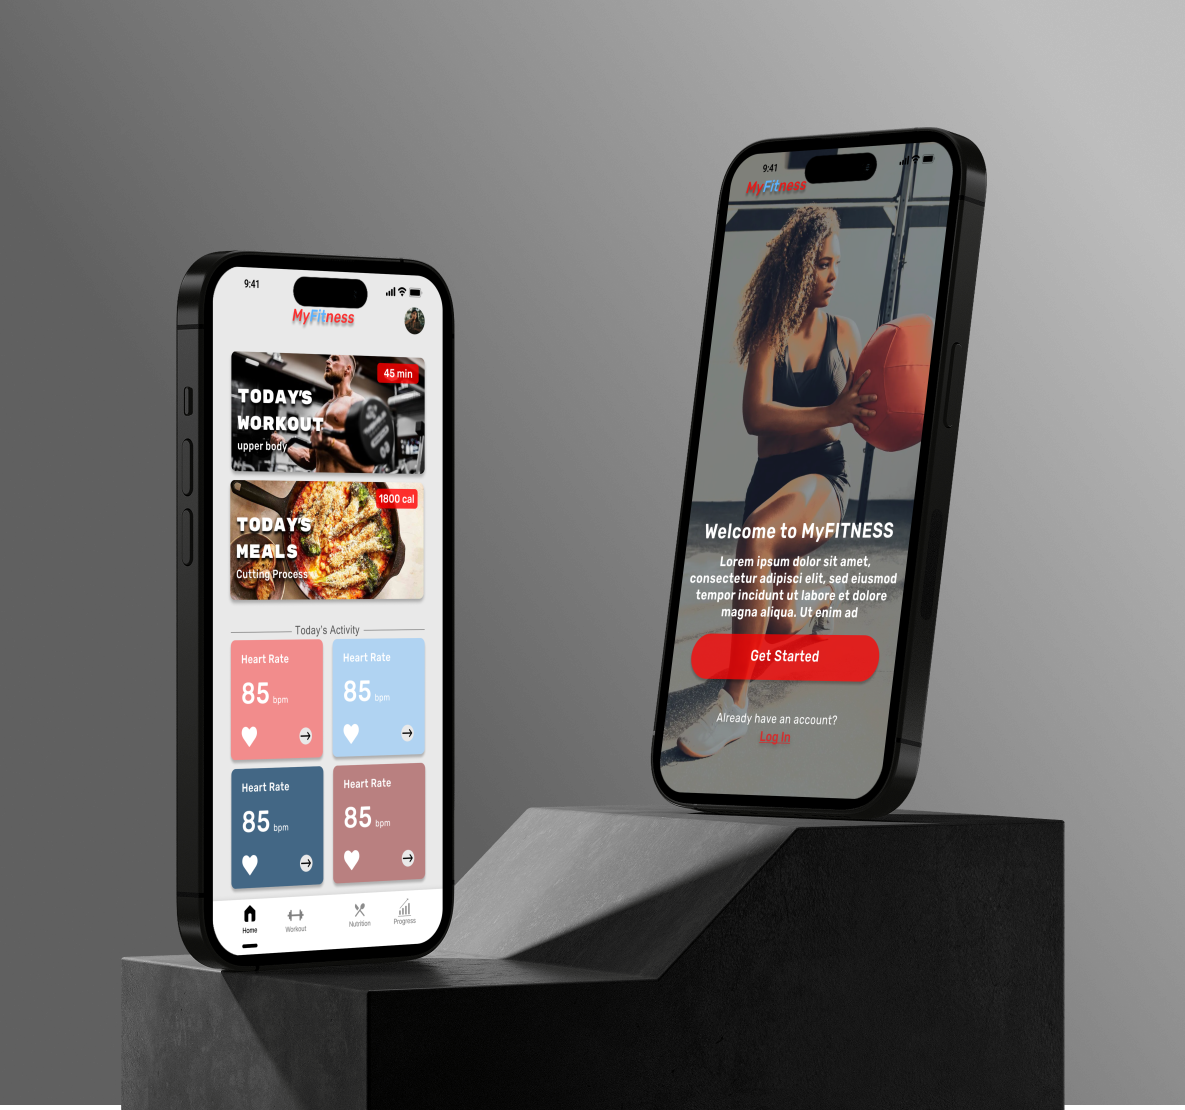 9:41
MyFitness
45 min
TODAY'S
WORKOUT
upper body
1800 cal
TODAY'S
MEALS
Cutting Process
Today's Activity
Heart Rate
85 bpm
Heart Rate
85 bpm
Heart Rate
85 bpm
Heart Rate
85 bpm
Home
Workout
Nutrition
Progress
9:41
MyFitness
Welcome to MyFITNESS
Lorem ipsum dolor sit amet,
consectetur adipisci elit, sed eiusmod
tempor incidunt ut labore et dolore
magna aliqua. Ut enim ad
Get Started
Already have an account?
Log In